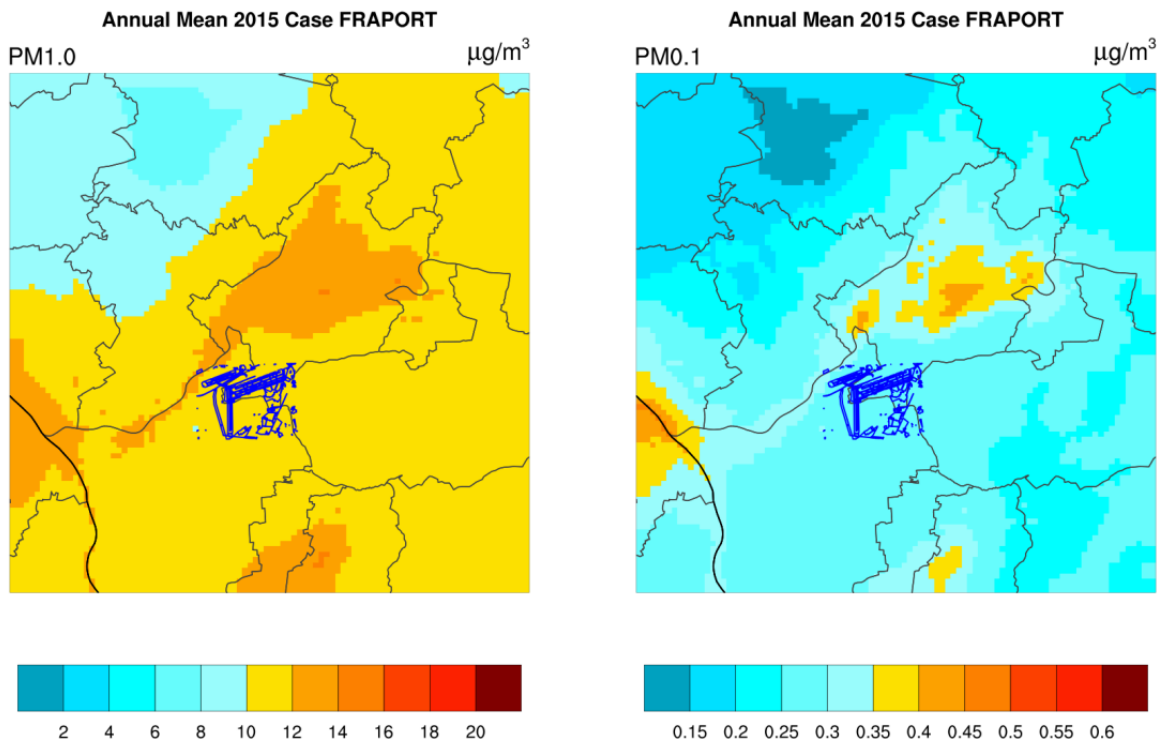 Annual Mean 2015 Case FRAPORT
PM1.0 μg/m³
2 4 6 8 10 12 14 16 18 20
Annual Mean 2015 Case FRAPORT
PM0.1 μg/m³
0.15 0.2 0.25 0.3 0.35 0.4 0.45 0.5 0.55 0.6